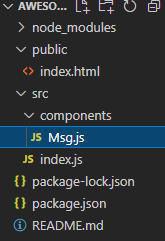 AWESO...
node_modules
public
index.html
src
components
JS Msg.js
JS index.js
{} package-lock.json
{} package.json
README.md